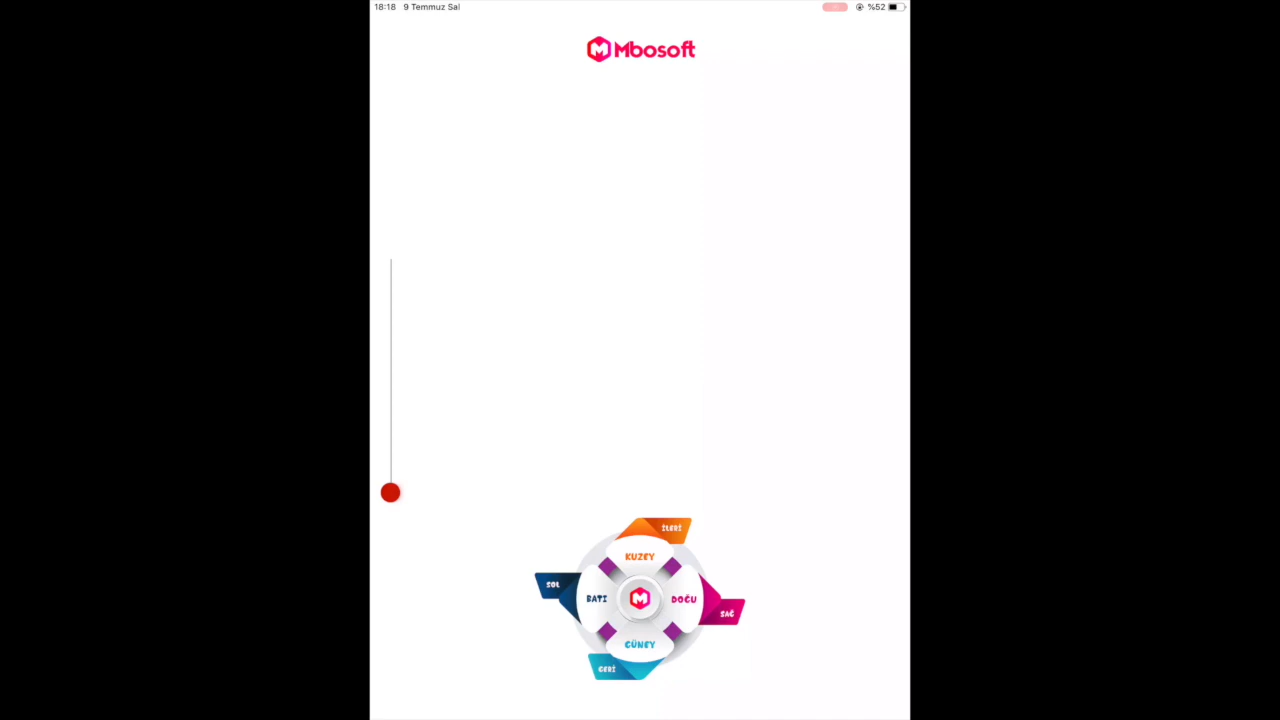 18:18 9 Temmuz Sal %52
Mbosoft
İLERİ
KUZEY
SOL
BATI
DOĞU
SAĞ
GÜNEY
GERİ